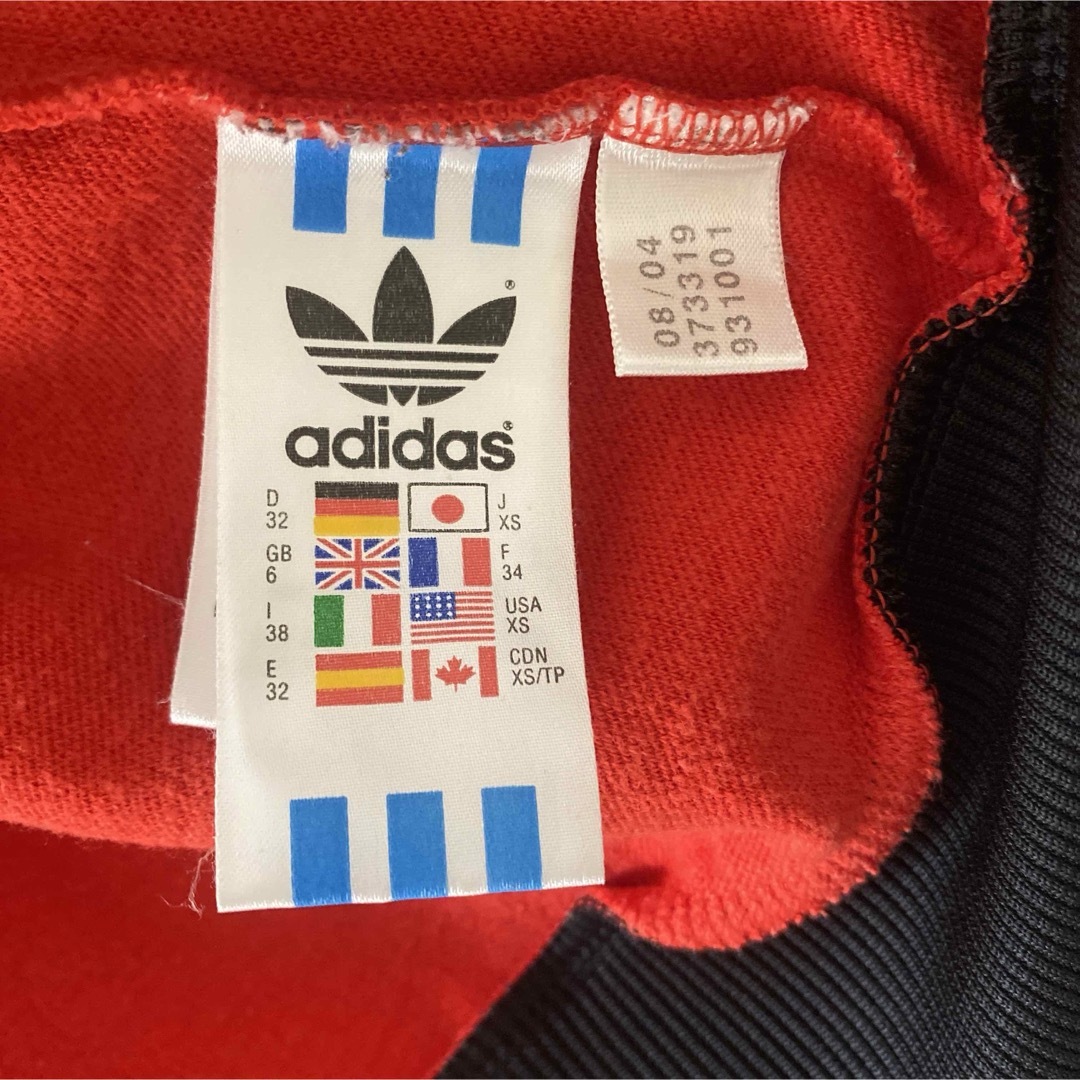 adidas®
D
32
J
XS
GB
6
F
34
I
38
USA
XS
E
32
CDN
XS/TP
08/04
373319
931001